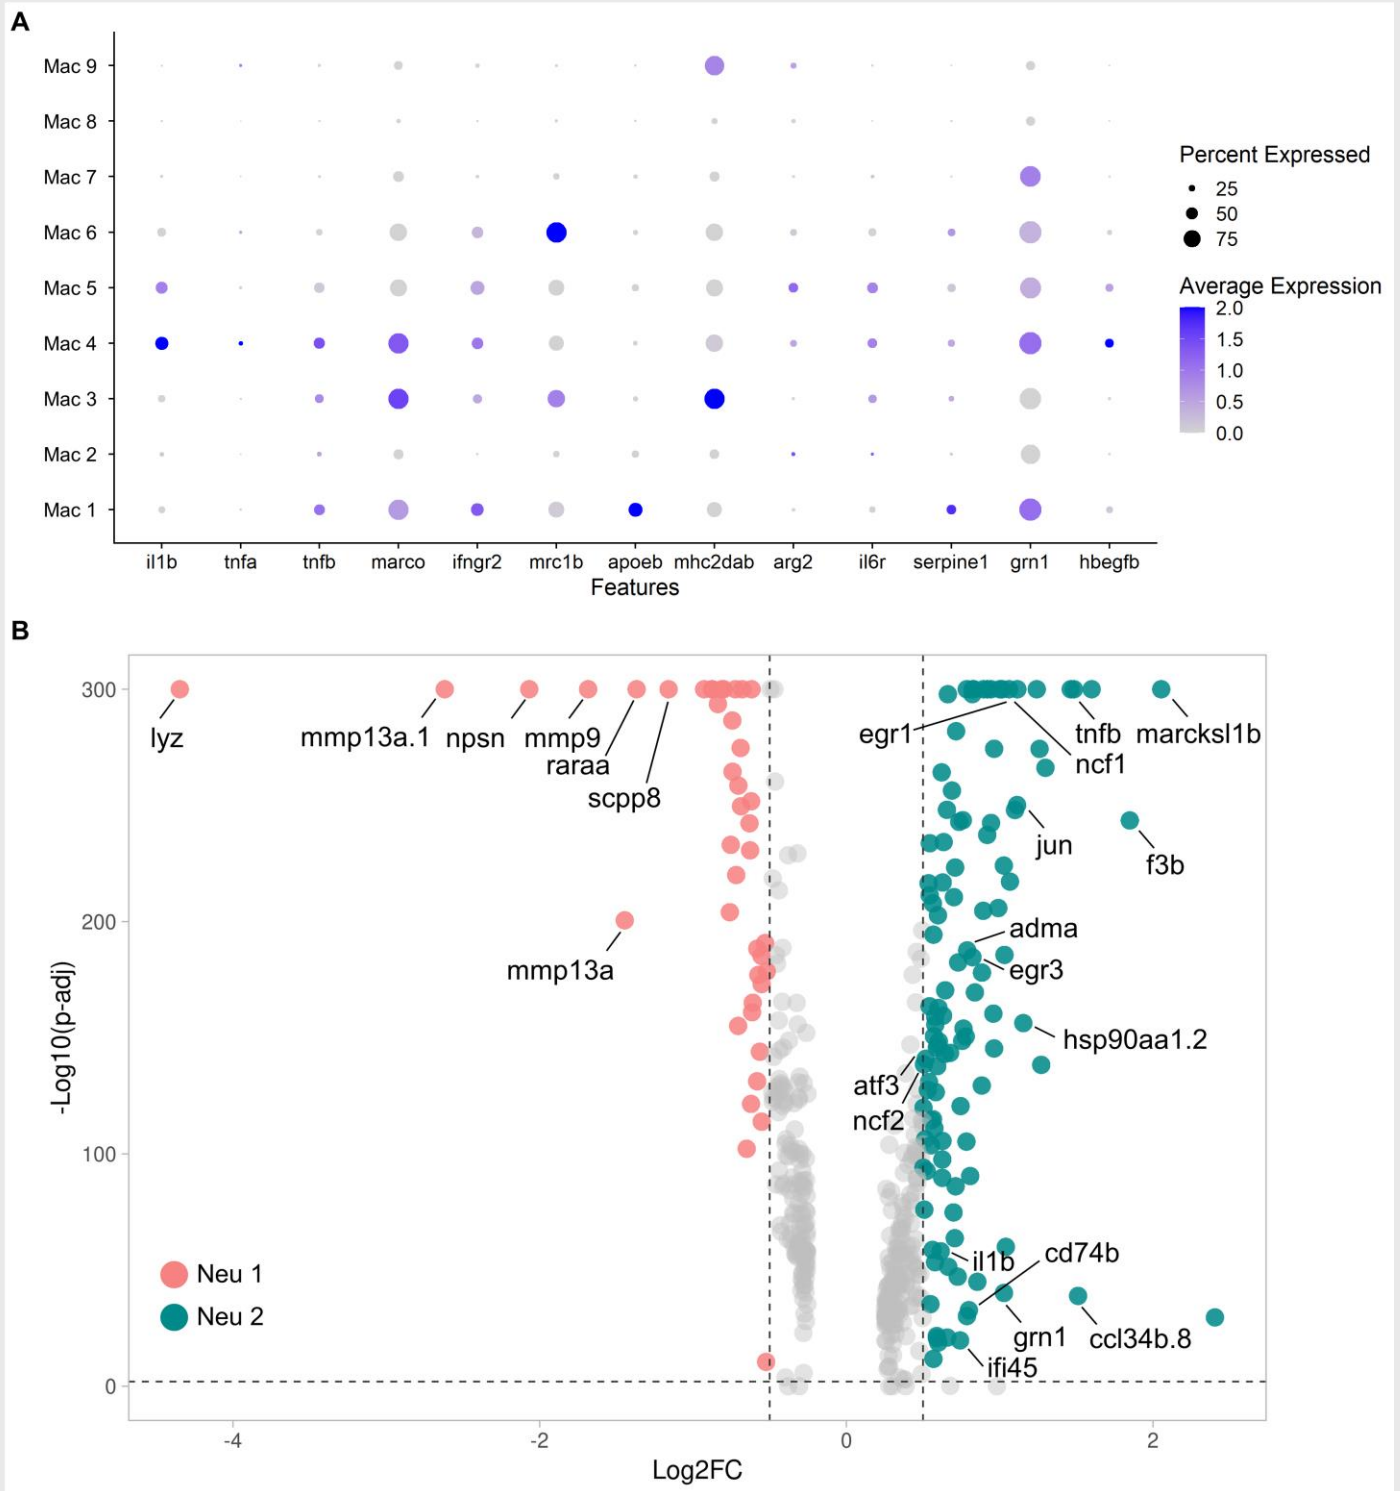 A
Mac 9
Mac 8
Mac 7
Mac 6
Mac 5
Mac 4
Mac 3
Mac 2
Mac 1
il1b tnfa tnfb marco ifngr2 mrc1b apoeb mhc2dab arg2 il6r serpine1 grn1 hbegfb
Features
Percent Expressed
25
50
75
Average Expression
2.0
1.5
1.0
0.5
0.0
B
-Log10(p-adj)
300
200
100
0
lyz
mmp13a.1
npsn
mmp9
raraa
scpp8
mmp13a
egr1
ncf1
tnfb
marcksl1b
jun
f3b
adma
egr3
hsp90aa1.2
atf3
ncf2
il1b
cd74b
grn1
ccl34b.8
ifi45
Neu 1
Neu 2
-4 -2 0 2
Log2FC